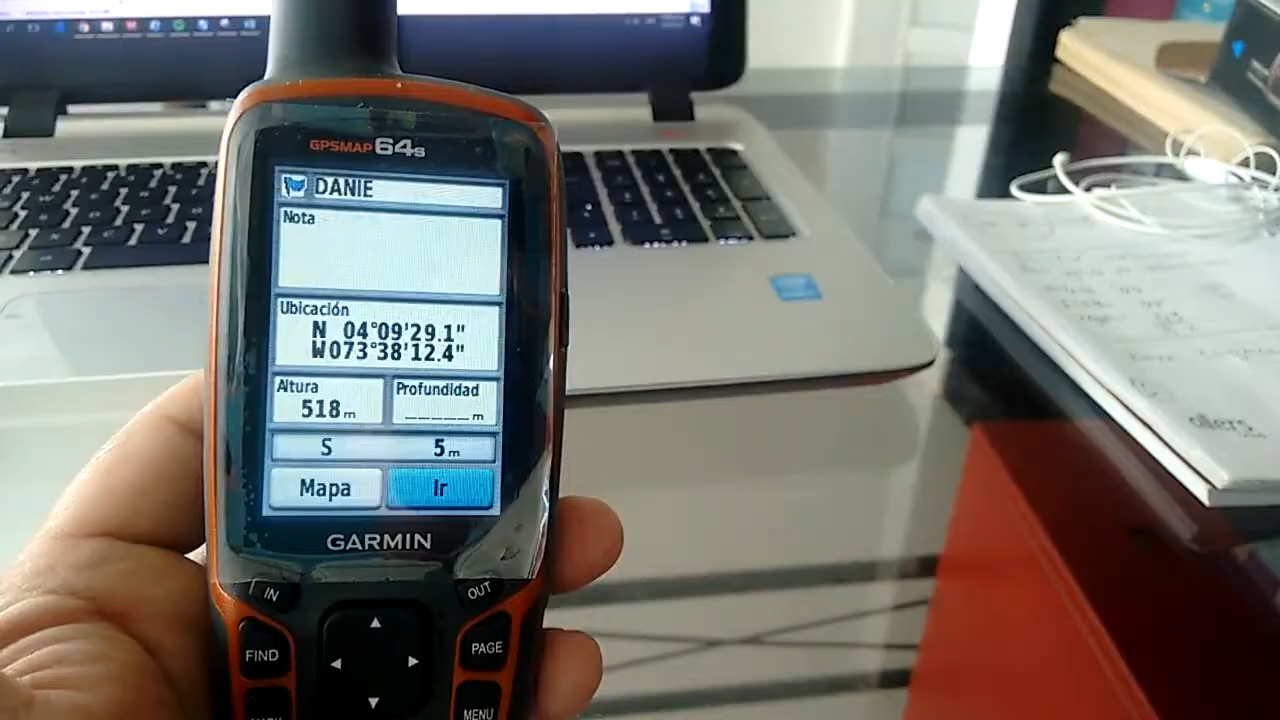 GPSMAP 64s
DANIE
Nota
Ubicación
N 04°09'29.1"
W073°38'12.4"
Altura
518 m
Profundidad
_____ m
S 5 m
Mapa
Ir
GARMIN
IN
OUT
FIND
PAGE
MENU